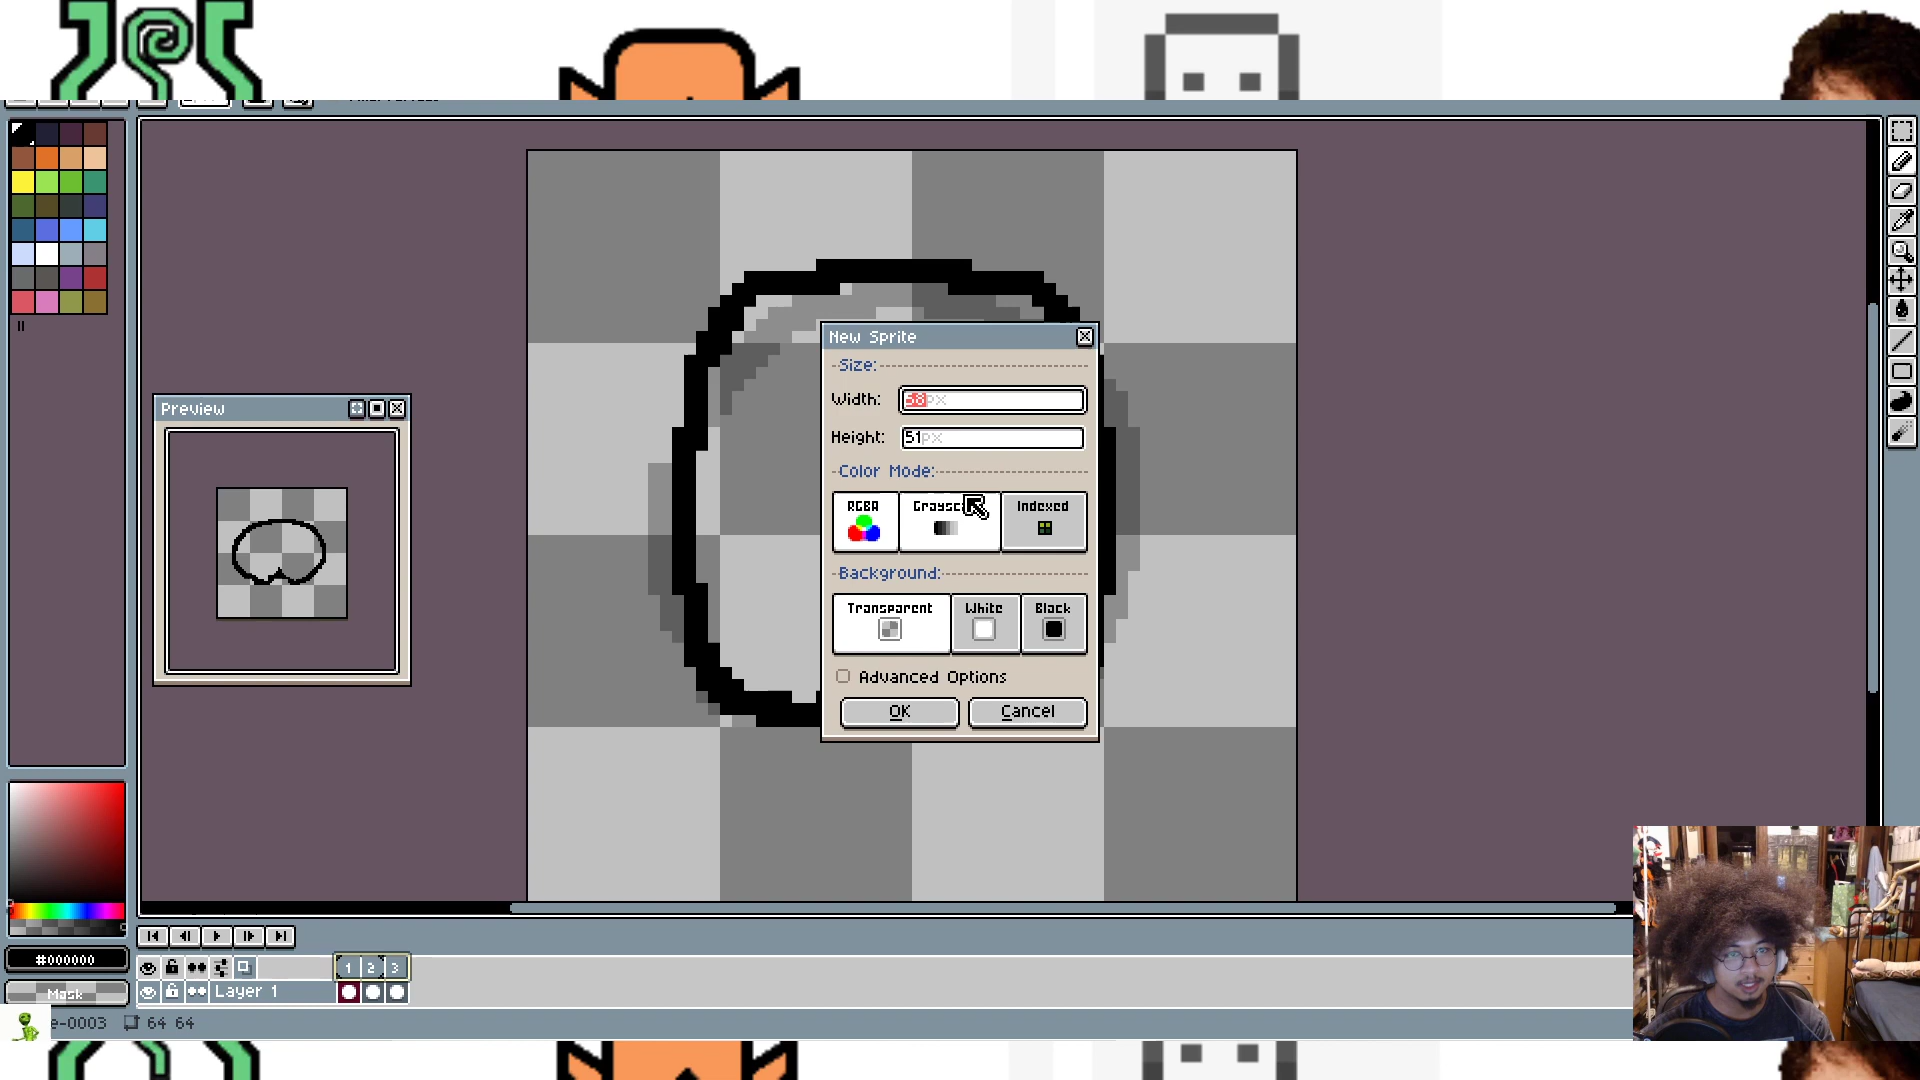 New Sprite
Size:
Width: 58px
Height: 51px
Color Mode:
RGBA
Indexed
Background:
Transparent White Black
Advanced Options
OK Cancel
Preview
#000000
Mask
1 2 3
Layer 1
e-0003 64 64